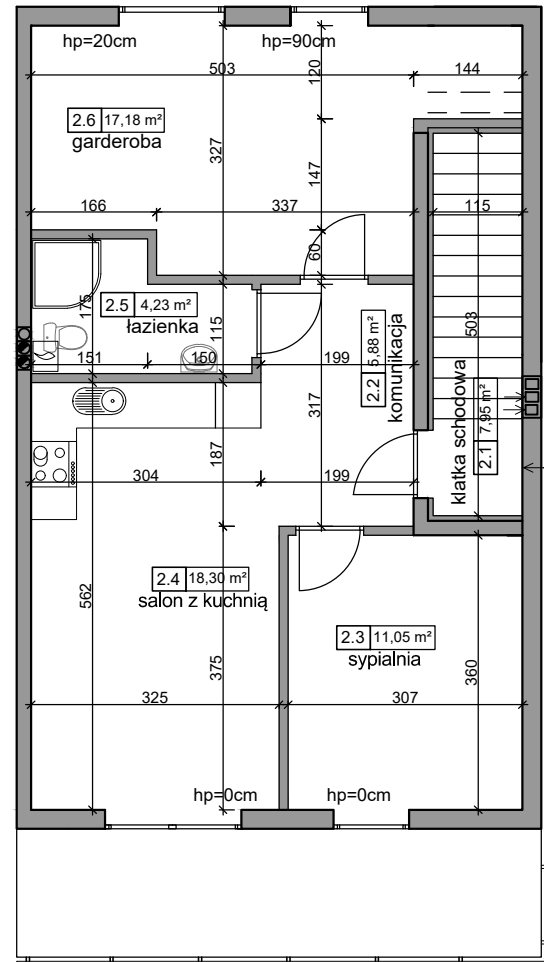 hp=20cm
hp=90cm
503
120
144
2.6 17,18 m²
garderoba
327
147
166
337
115
60
175
2.5 4,23 m²
łazienka
115
151
150
199
5,88 m²
2.2
komunikacja
317
503
klatka schodowa
2.1 7,95 m²
187
304
199
562
2.4 18,30 m²
salon z kuchnią
2.3 11,05 m²
sypialnia
375
360
325
307
hp=0cm
hp=0cm